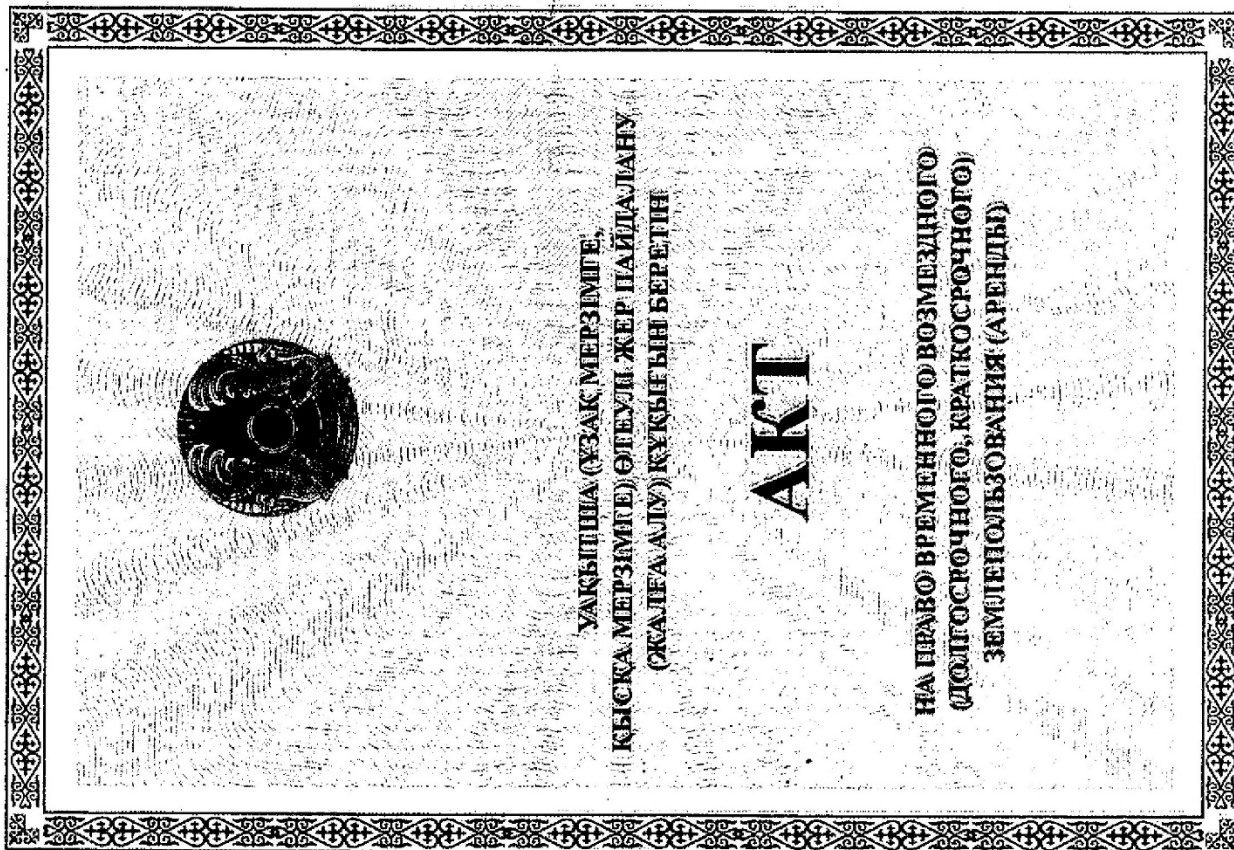 УАҚЫТША (ҰЗАҚ МЕРЗІМГЕ,
ҚЫСҚА МЕРЗІМГЕ) ӨТЕУЛІ ЖЕР ПАЙДАЛАНУ
(ЖАЛҒА АЛУ) ҚҰҚЫҒЫН БЕРЕТІН
АКТ
НА ПРАВО ВРЕМЕННОГО ВОЗМЕЗДНОГО
(ДОЛГОСРОЧНОГО, КРАТКОСРОЧНОГО)
ЗЕМЛЕПОЛЬЗОВАНИЯ (АРЕНДЫ)